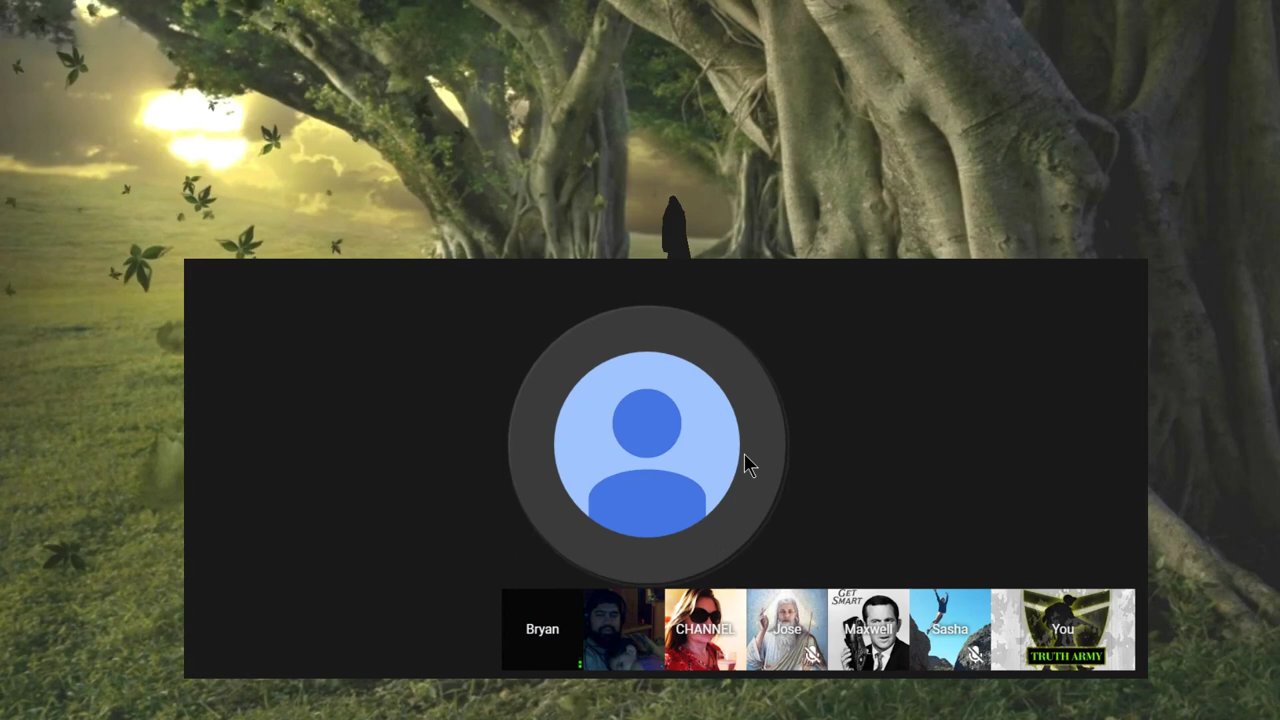 GET
SMART
Bryan
CHANNEL
Jose
Maxwell
Sasha
You
TRUTH ARMY